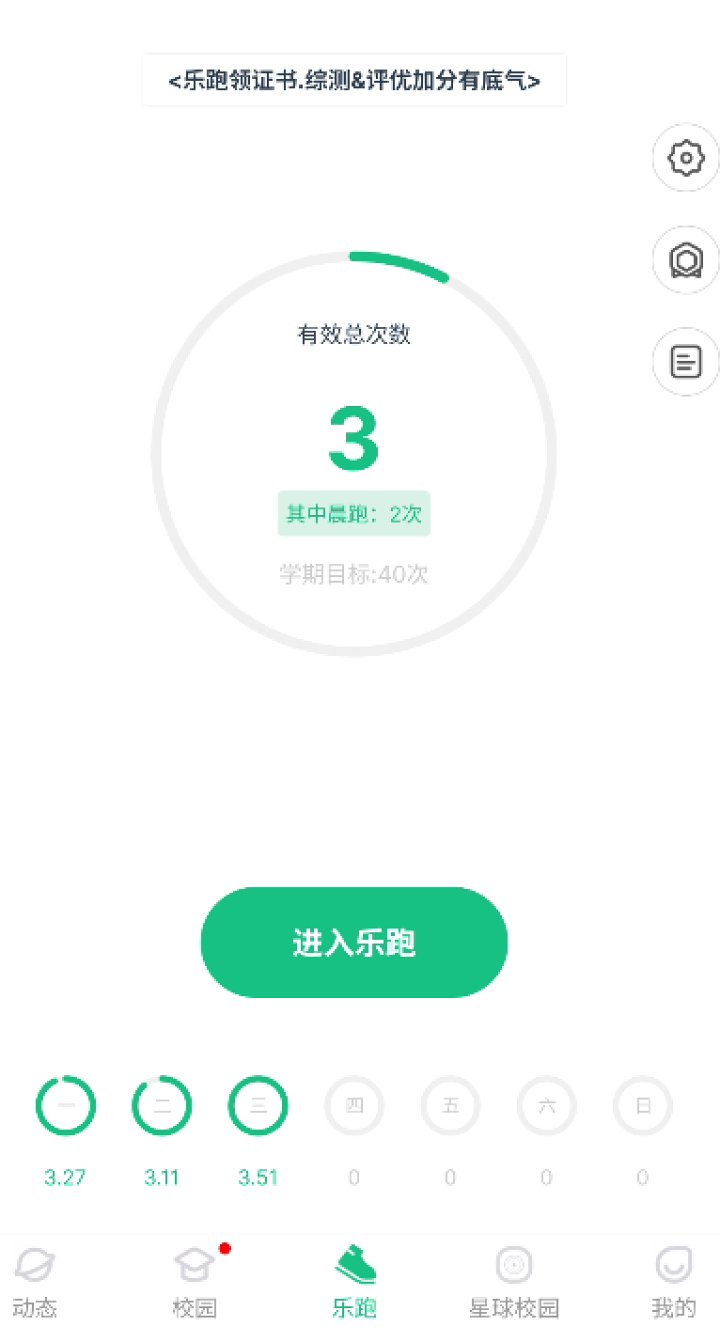 <乐跑领证书.综测&评优加分有底气>
有效总次数
3
其中晨跑：2次
学期目标:40次
进入乐跑
一 二 三 四 五 六 日
3.27 3.11 3.51 0 0 0 0
动态 校园 乐跑 星球校园 我的